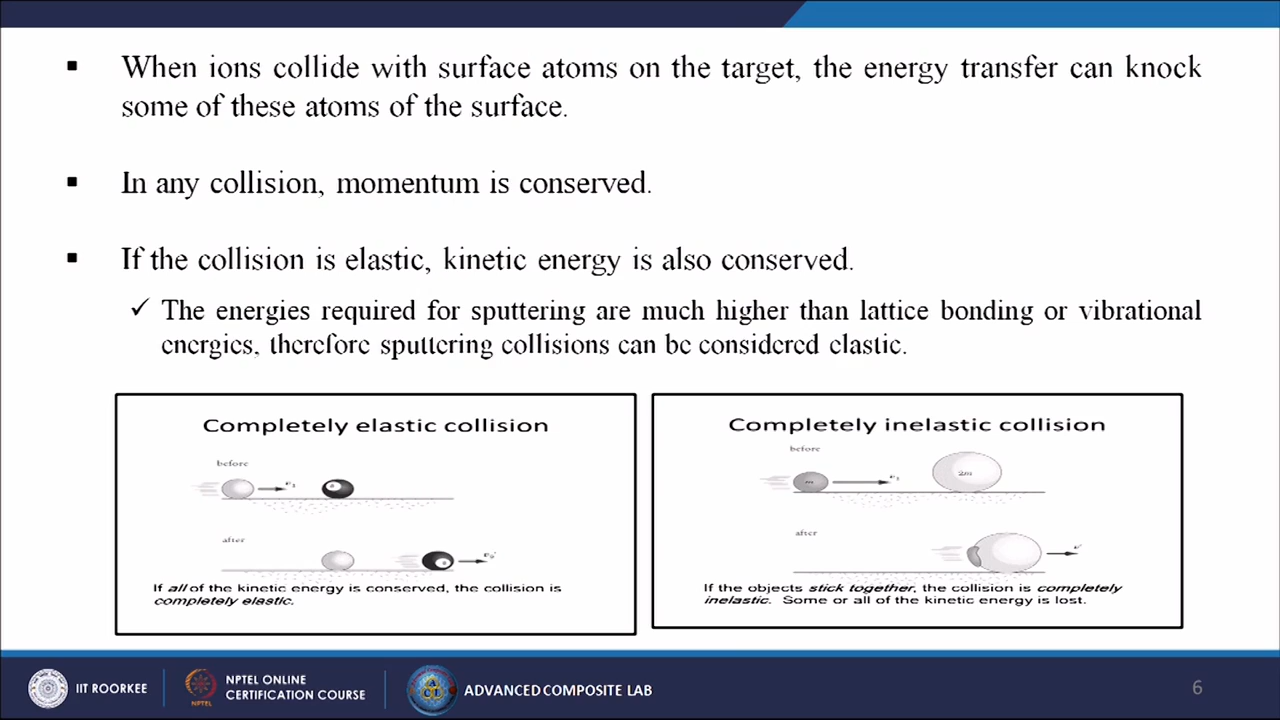 When ions collide with surface atoms on the target, the energy transfer can knock
some of these atoms of the surface.
In any collision, momentum is conserved.
If the collision is elastic, kinetic energy is also conserved.
✓ The energies required for sputtering are much higher than lattice bonding or vibrational
energies, therefore sputtering collisions can be considered elastic.
Completely elastic collision
before
after
If all of the kinetic energy is conserved, the collision is
completely elastic.
Completely inelastic collision
before
m
2m
after
If the objects stick together, the collision is completely
inelastic. Some or all of the kinetic energy is lost.
IIT ROORKEE
NPTEL
NPTEL ONLINE
CERTIFICATION COURSE
ADVANCED COMPOSITE LAB
6